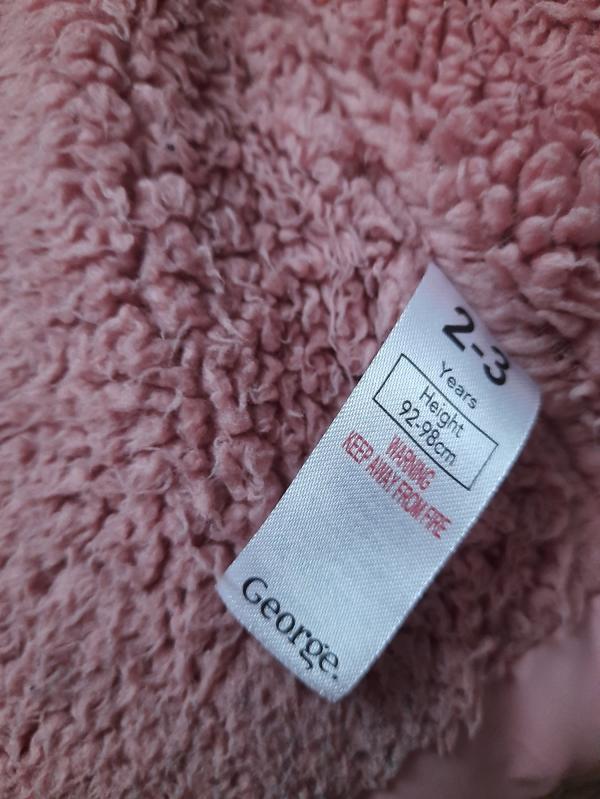 2-3
Years
Height
92-98cm
WARNING
KEEP AWAY FROM FIRE
George.